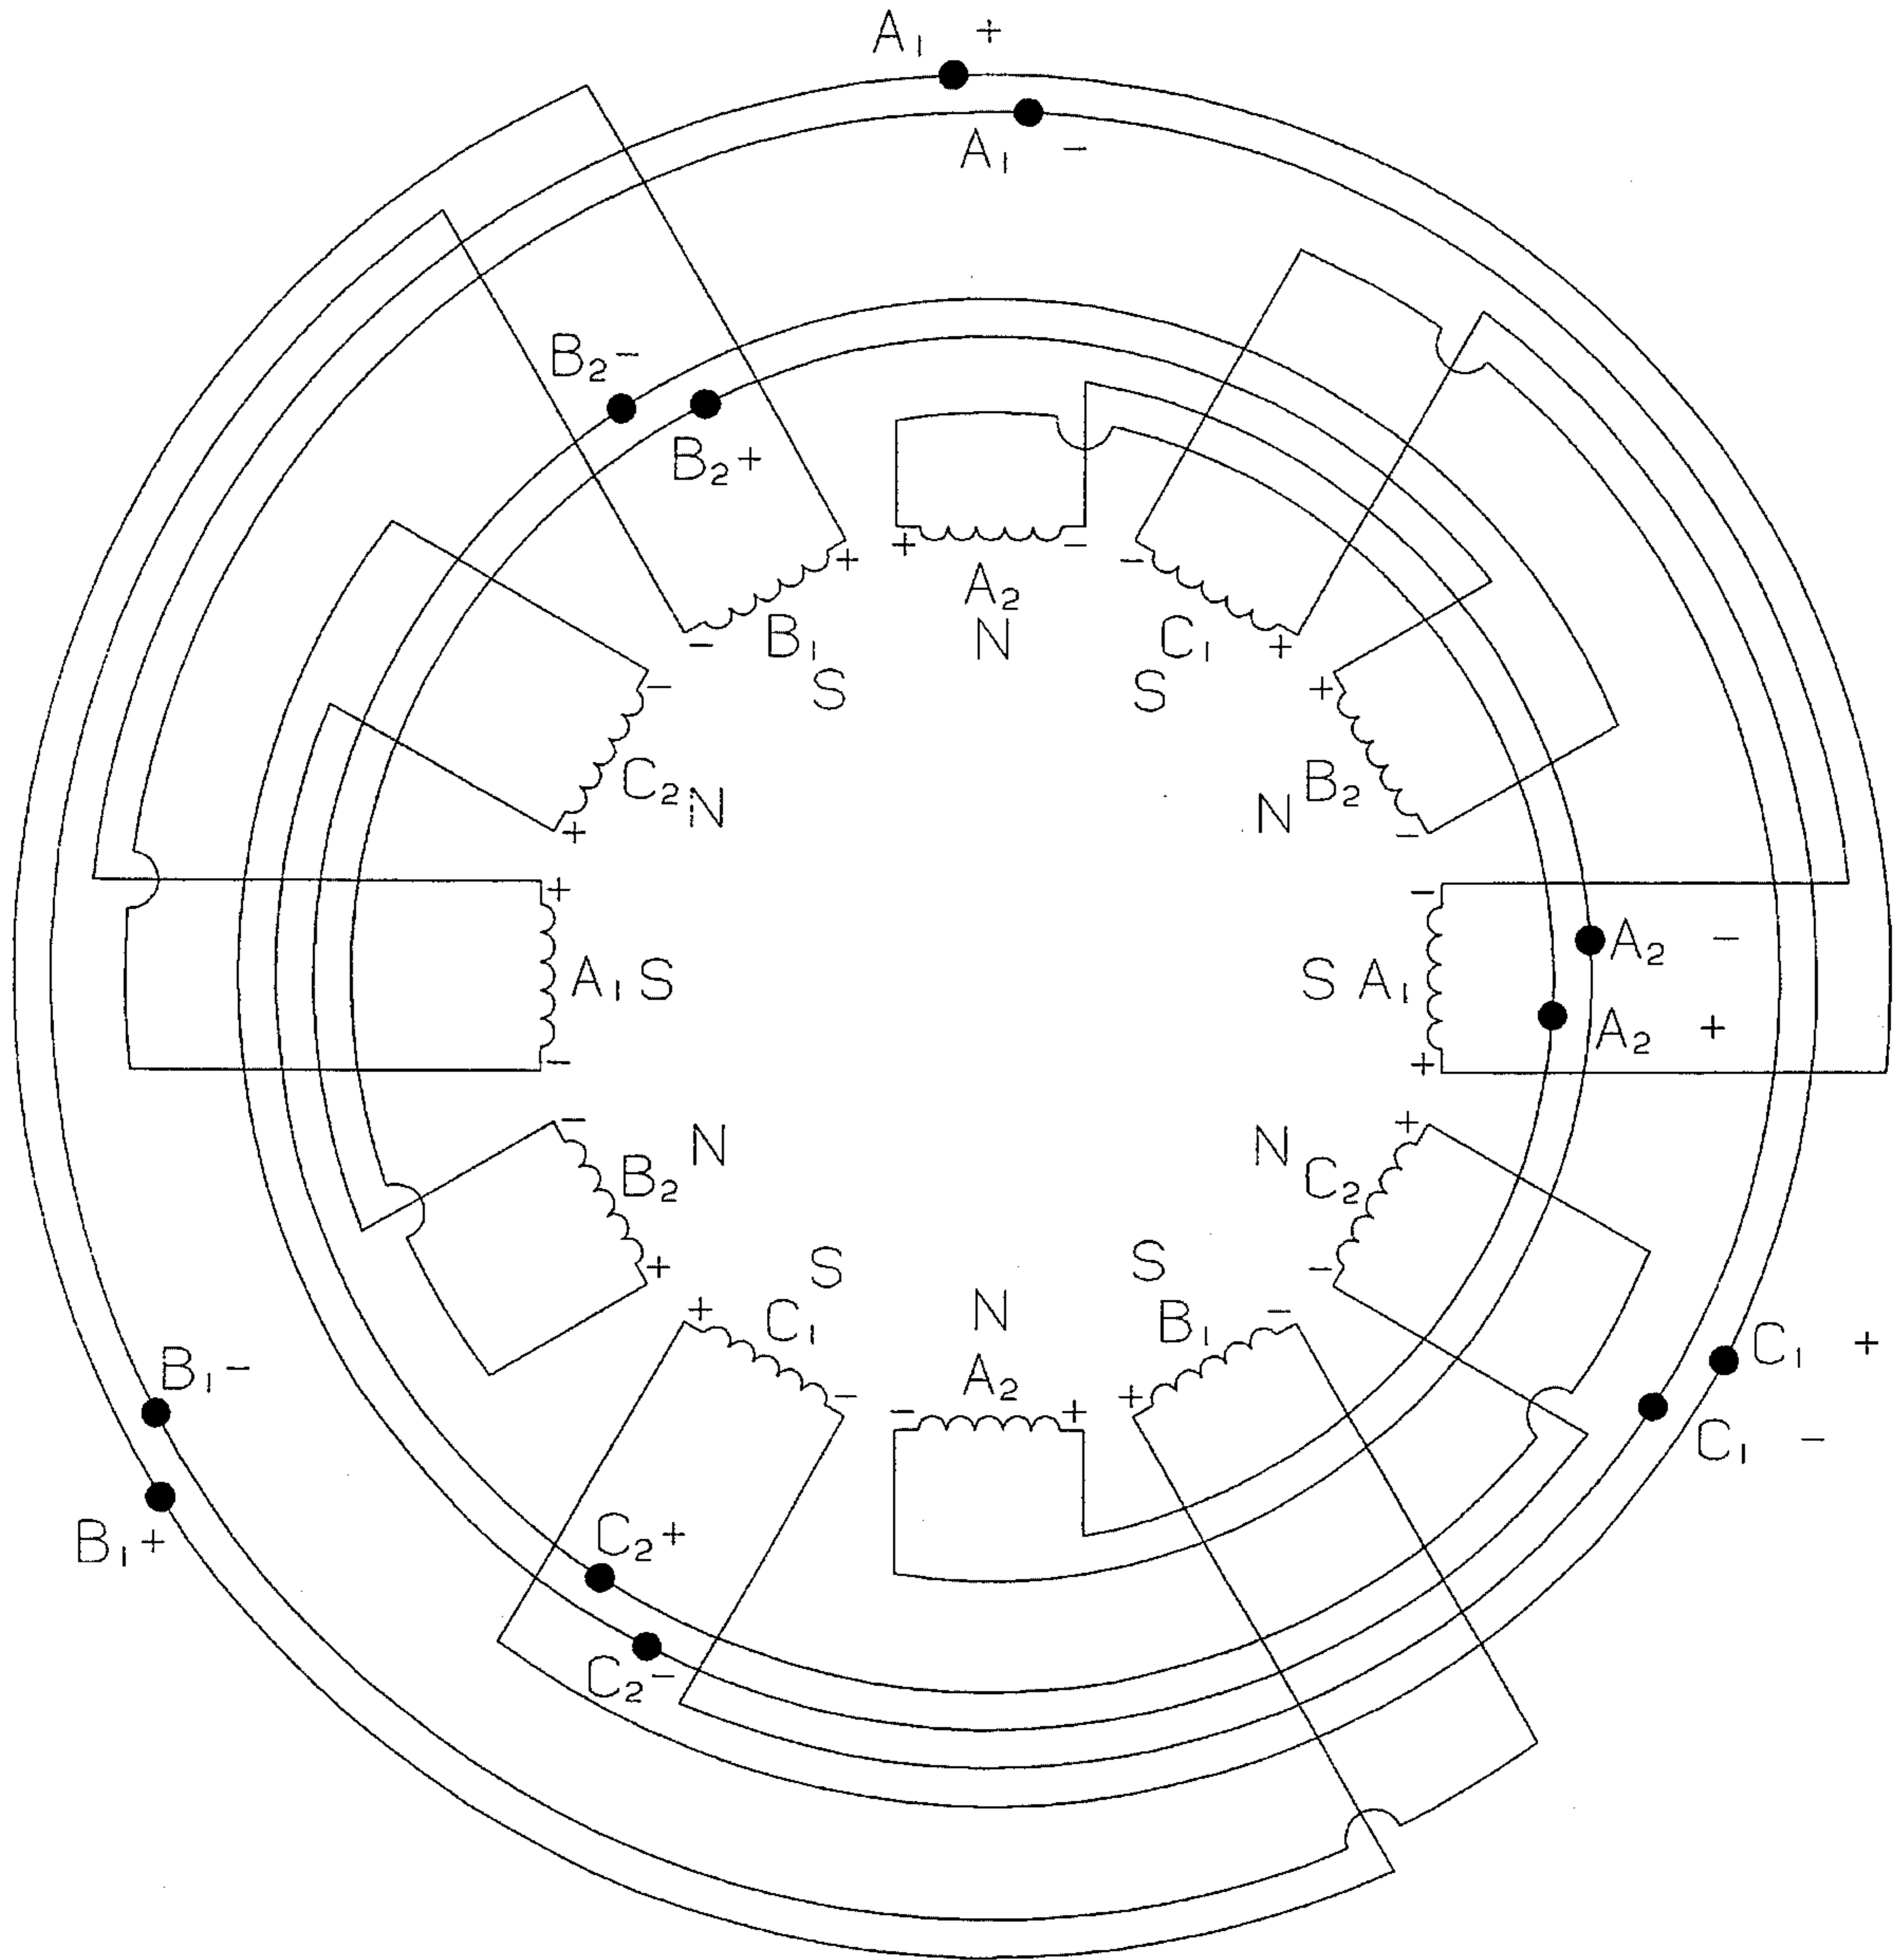 A₁ +
A₁ -
B₂-
B₂+
+ -
A₂
N
- +
C₁
S
- +
B₁
S
-
+
C₂ N
+
-
N B₂
+
-
A₁ S
-
+
S A₁
A₂ -
A₂ +
-
+
B₂ N
+
-
N C₂
+ -
C₁
S
N
A₂
- +
S
B₁
+ -
B₁-
B₁+
C₁ +
C₁ -
C₂+
C₂-